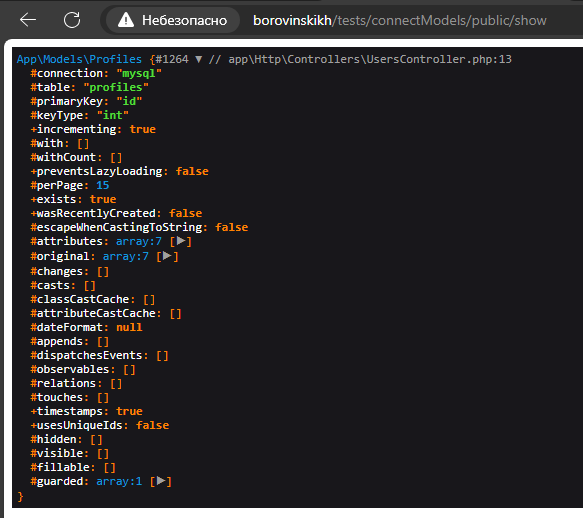 Небезопасно borovinskikh/tests/connectModels/public/show
App\Models\Profiles {#1264 ▼ // app\Http\Controllers\UsersController.php:13
#connection: "mysql"
#table: "profiles"
#primaryKey: "id"
#keyType: "int"
+incrementing: true
#with: []
#withCount: []
+preventsLazyLoading: false
#perPage: 15
+exists: true
+wasRecentlyCreated: false
#escapeWhenCastingToString: false
#attributes: array:7 [▶]
#original: array:7 [▶]
#changes: []
#casts: []
#classCastCache: []
#attributeCastCache: []
#dateFormat: null
#appends: []
#dispatchesEvents: []
#observables: []
#relations: []
#touches: []
+timestamps: true
+usesUniqueIds: false
#hidden: []
#visible: []
#fillable: []
#guarded: array:1 [▶]
}